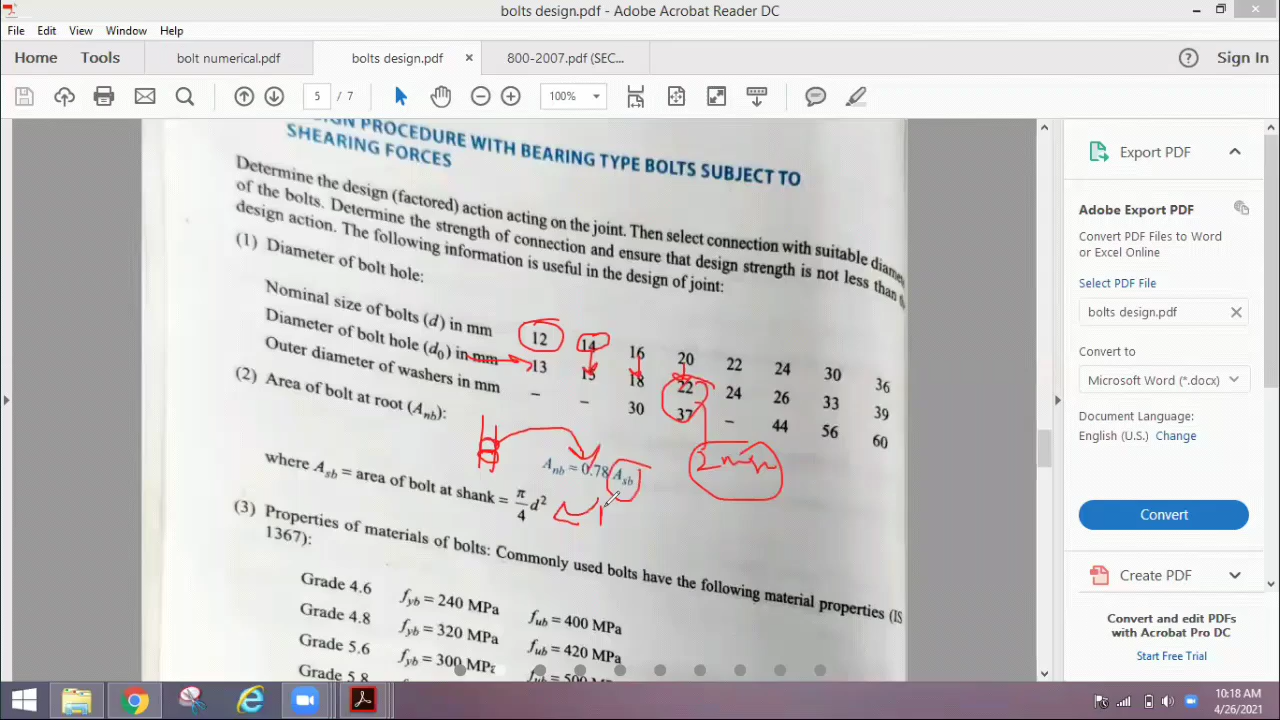 bolts design.pdf - Adobe Acrobat Reader DC
File Edit View Window Help
Home Tools bolt numerical.pdf bolts design.pdf × 800-2007.pdf (SEC... Sign In
5 / 7 100%
SHEARING FORCES
PROCEDURE WITH BEARING TYPE BOLTS SUBJECT TO
Determine the design (factored) action acting on the joint. Then select connection with suitable
of the bolts. Determine the strength of connection and ensure that design strength is not less than
design action. The following information is useful in the design of joint:
(1) Diameter of bolt hole:
Nominal size of bolts (d) in mm 12 14 16 20 22 24 30 36
Diameter of bolt hole (d₀) in mm 13 15 18 22 24 26 33 39
Outer diameter of washers in mm – – 30 37 – 44 56 60
(2) Area of bolt at root (Anb):
Anb = 0.78 Asb
2mm
where Asb = area of bolt at shank = π/4 d²
(3) Properties of materials of bolts: Commonly used bolts have the following material properties (IS
1367):
Grade 4.6 fyb = 240 MPa fub = 400 MPa
Grade 4.8 fyb = 320 MPa fub = 420 MPa
Grade 5.6 fyb = 300 MPa
Grade 5.8
Export PDF
Adobe Export PDF
Convert PDF Files to Word
or Excel Online
Select PDF File
bolts design.pdf ×
Convert to
Microsoft Word (*.docx)
Document Language:
English (U.S.) Change
Convert
Create PDF
Convert and edit PDFs
with Acrobat Pro DC
Start Free Trial
10:18 AM
4/26/2021